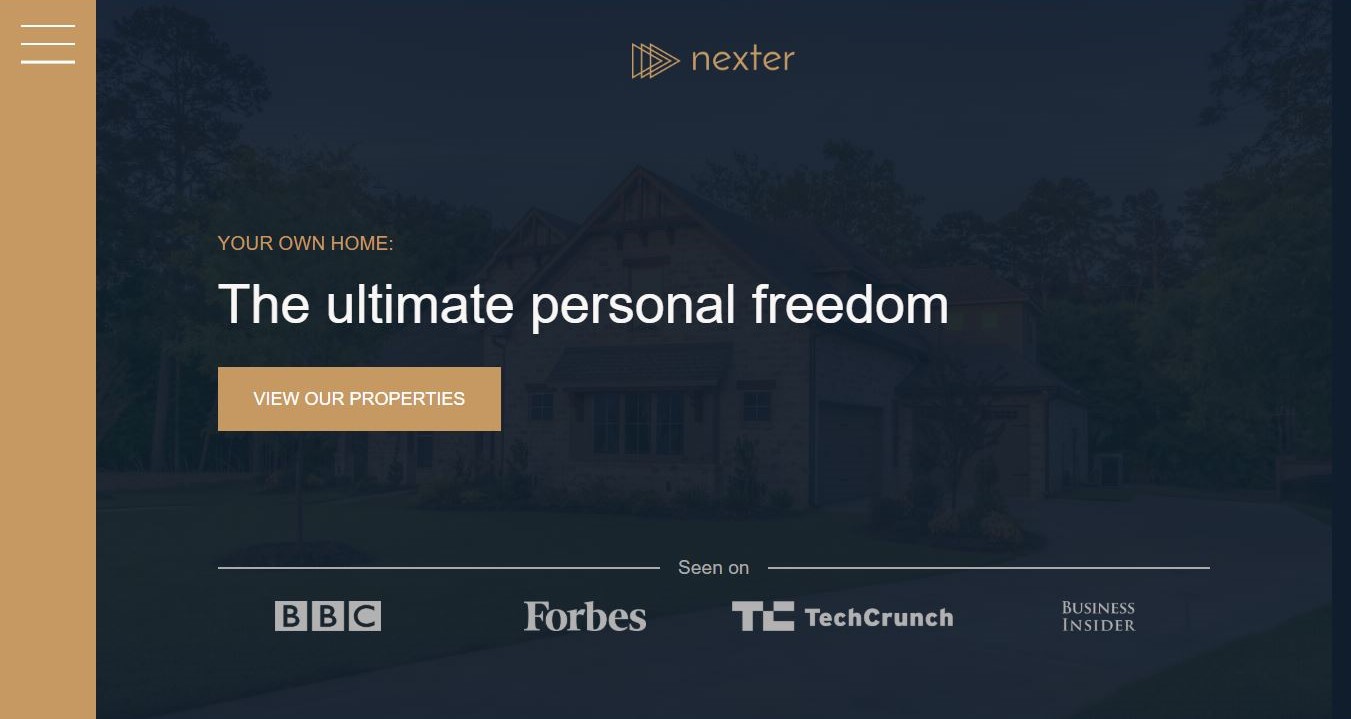 nexter
YOUR OWN HOME:
The ultimate personal freedom
VIEW OUR PROPERTIES
Seen on
BBC
Forbes
TC TechCrunch
BUSINESS
INSIDER